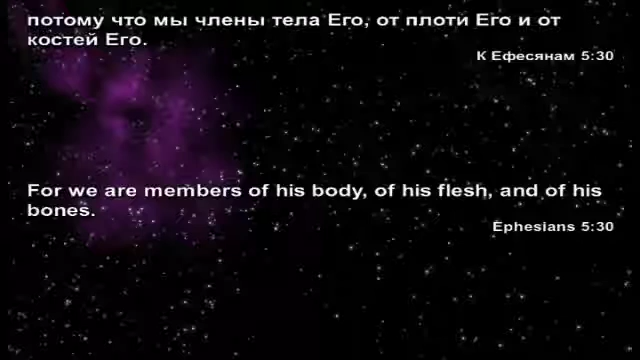 потому что мы члены тела Его, от плоти Его и от
костей Его.
К Ефесянам 5:30
For we are members of his body, of his flesh, and of his
bones.
Ephesians 5:30